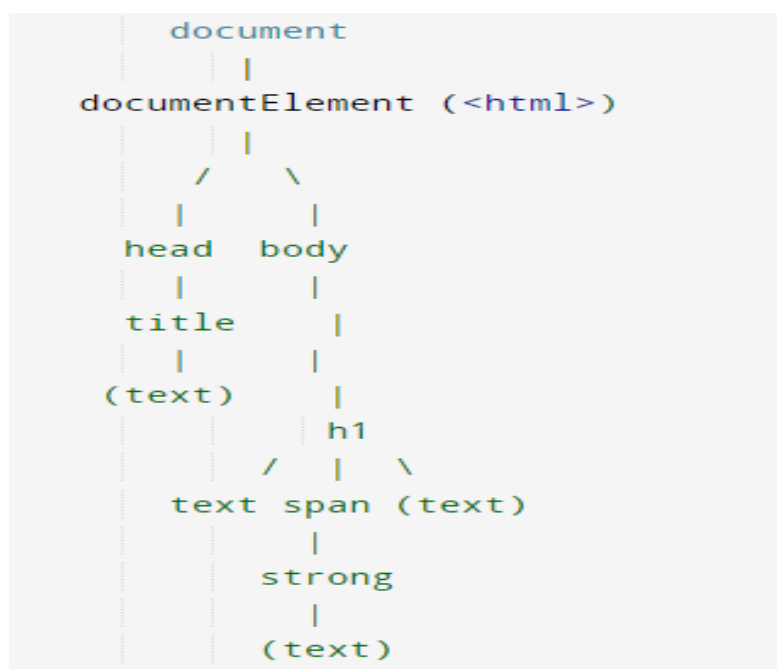 document
|
documentElement (<html>)
|
/ \
| |
head body
| |
title |
| |
(text) |
h1
/ | \
text span (text)
|
strong
|
(text)